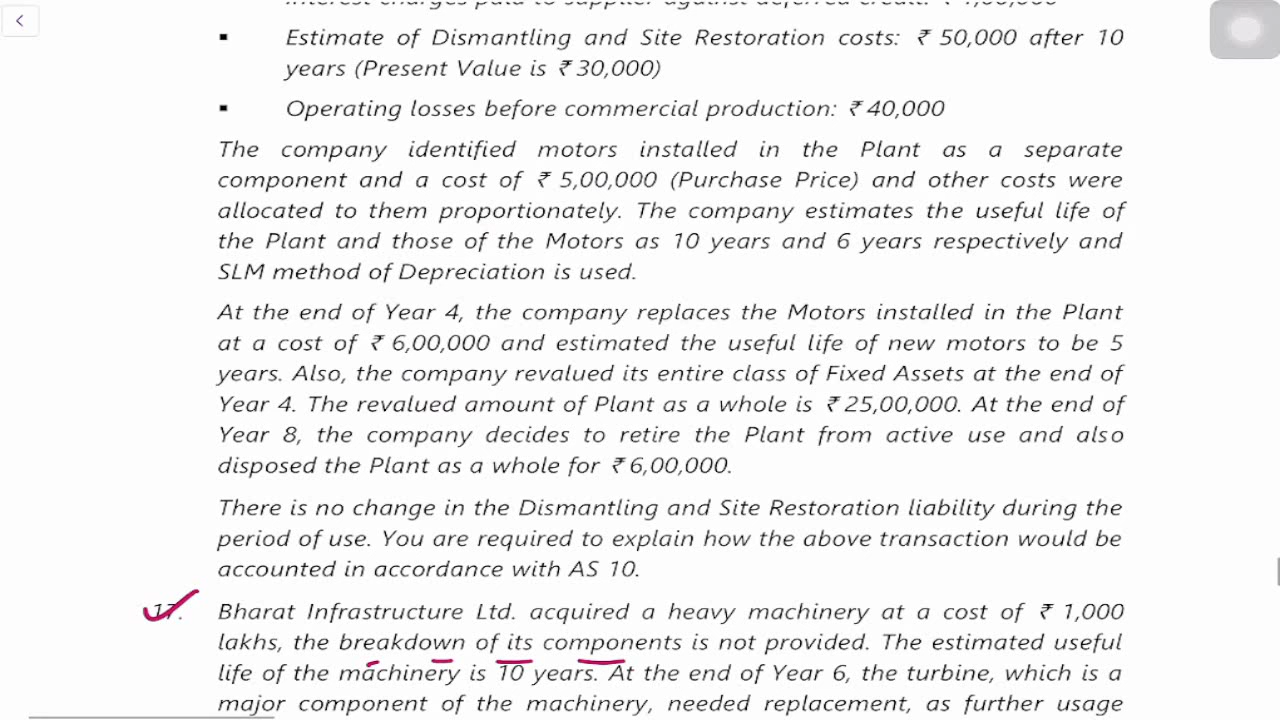 interest charges paid to supplier against deferred credit: ₹ 1,00,000
▪ Estimate of Dismantling and Site Restoration costs: ₹ 50,000 after 10
years (Present Value is ₹ 30,000)
▪ Operating losses before commercial production: ₹ 40,000
The company identified motors installed in the Plant as a separate
component and a cost of ₹ 5,00,000 (Purchase Price) and other costs were
allocated to them proportionately. The company estimates the useful life of
the Plant and those of the Motors as 10 years and 6 years respectively and
SLM method of Depreciation is used.
At the end of Year 4, the company replaces the Motors installed in the Plant
at a cost of ₹ 6,00,000 and estimated the useful life of new motors to be 5
years. Also, the company revalued its entire class of Fixed Assets at the end of
Year 4. The revalued amount of Plant as a whole is ₹ 25,00,000. At the end of
Year 8, the company decides to retire the Plant from active use and also
disposed the Plant as a whole for ₹ 6,00,000.
There is no change in the Dismantling and Site Restoration liability during the
period of use. You are required to explain how the above transaction would be
accounted in accordance with AS 10.
17. Bharat Infrastructure Ltd. acquired a heavy machinery at a cost of ₹ 1,000
lakhs, the breakdown of its components is not provided. The estimated useful
life of the machinery is 10 years. At the end of Year 6, the turbine, which is a
major component of the machinery, needed replacement, as further usage